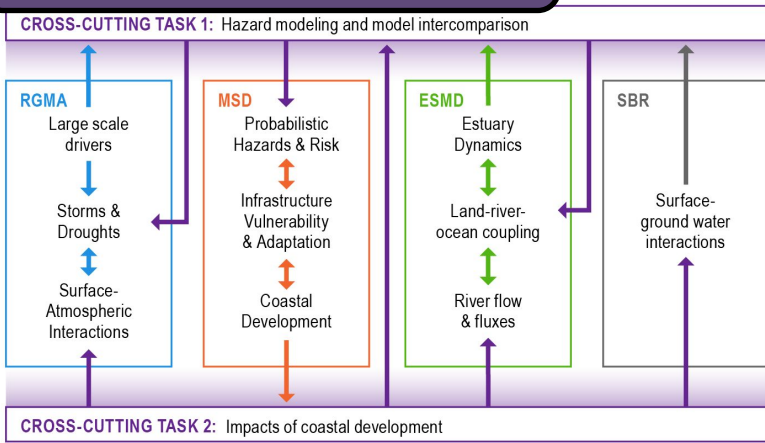 CROSS-CUTTING TASK 1: Hazard modeling and model intercomparison
RGMA
Large scale
drivers
Storms &
Droughts
Surface-
Atmospheric
Interactions
MSD
Probabilistic
Hazards & Risk
Infrastructure
Vulnerability
& Adaptation
Coastal
Development
ESMD
Estuary
Dynamics
Land-river-
ocean coupling
River flow
& fluxes
SBR
Surface-
ground water
interactions
CROSS-CUTTING TASK 2: Impacts of coastal development